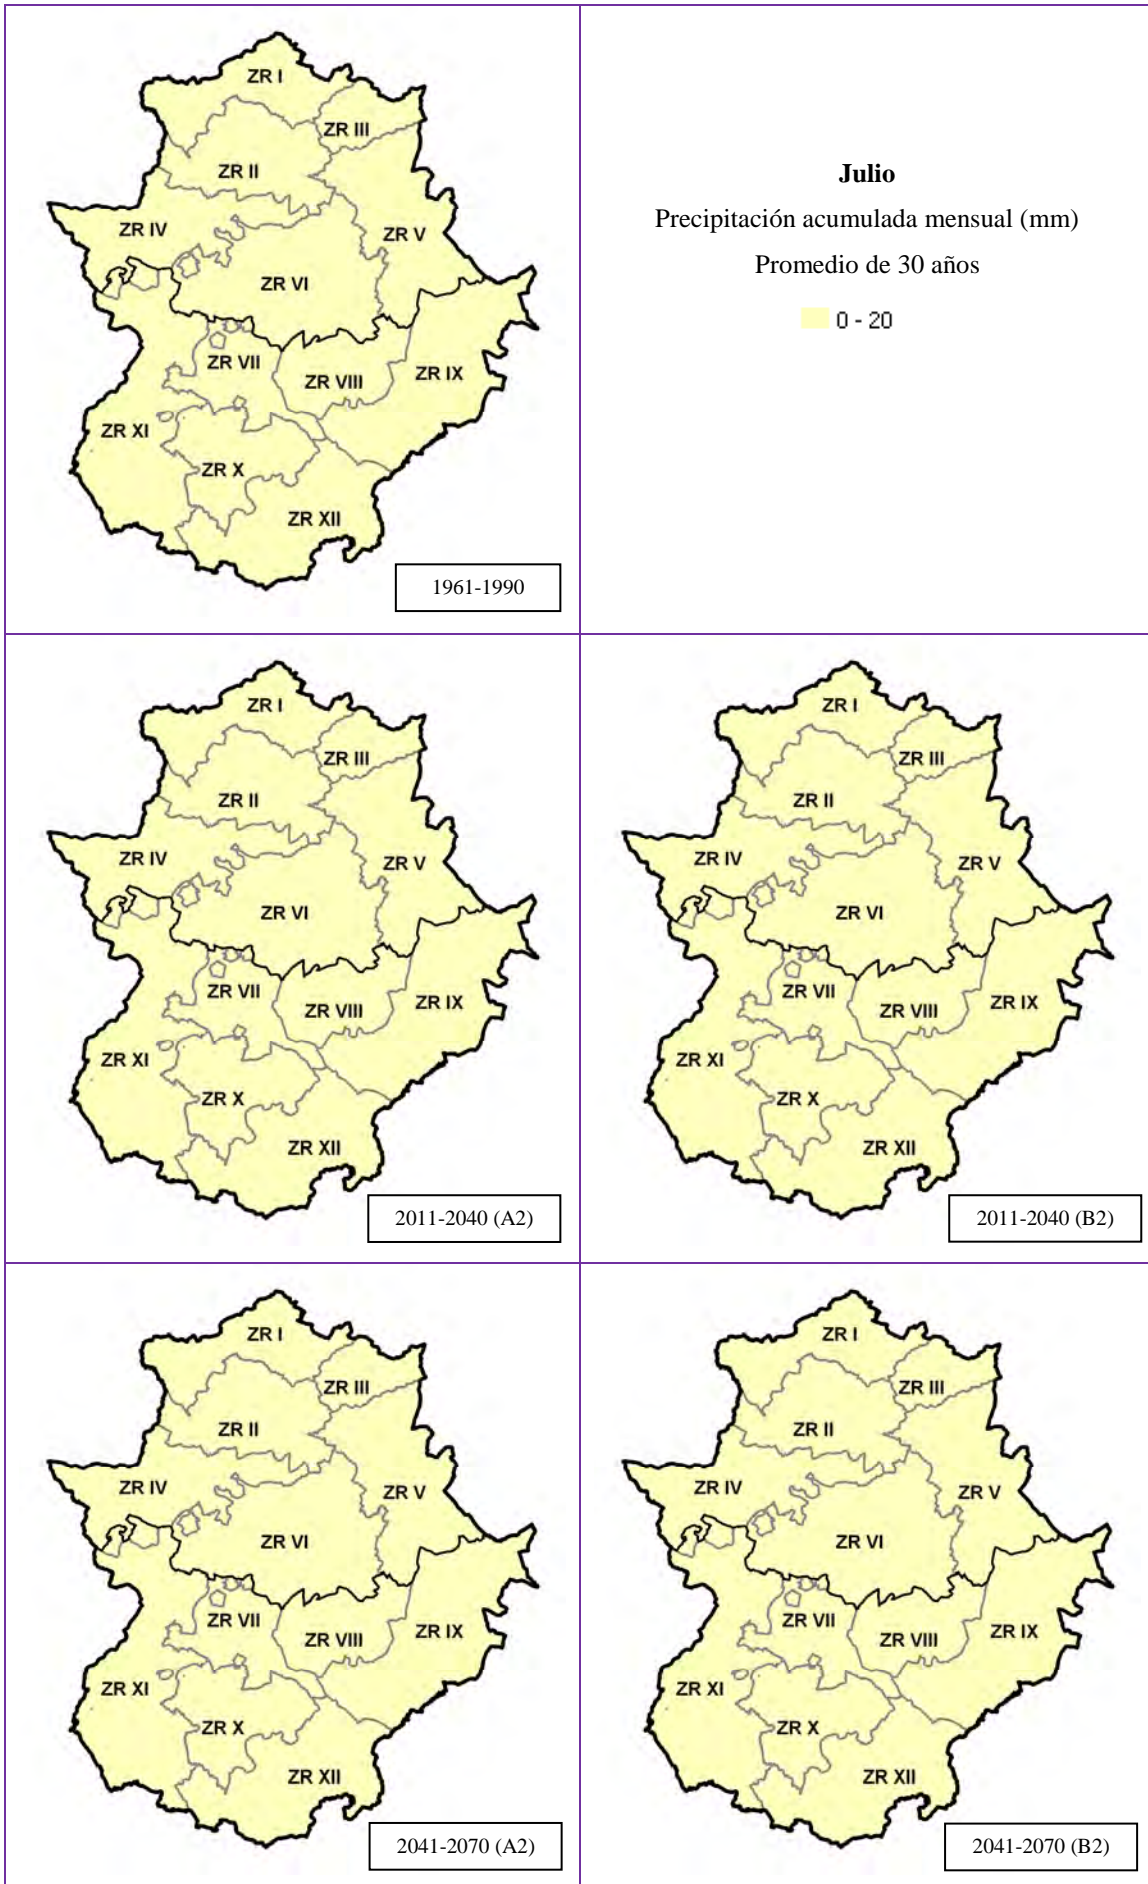 ZR I
ZR III
ZR II
ZR IV
ZR V
ZR VI
ZR VII
ZR VIII
ZR IX
ZR XI
ZR X
ZR XII
1961-1990
Julio
Precipitación acumulada mensual (mm)
Promedio de 30 años
0 - 20
ZR I
ZR III
ZR II
ZR IV
ZR V
ZR VI
ZR VII
ZR VIII
ZR IX
ZR XI
ZR X
ZR XII
2011-2040 (A2)
ZR I
ZR III
ZR II
ZR IV
ZR V
ZR VI
ZR VII
ZR VIII
ZR IX
ZR XI
ZR X
ZR XII
2011-2040 (B2)
ZR I
ZR III
ZR II
ZR IV
ZR V
ZR VI
ZR VII
ZR VIII
ZR IX
ZR XI
ZR X
ZR XII
2041-2070 (A2)
ZR I
ZR III
ZR II
ZR IV
ZR V
ZR VI
ZR VII
ZR VIII
ZR IX
ZR XI
ZR X
ZR XII
2041-2070 (B2)